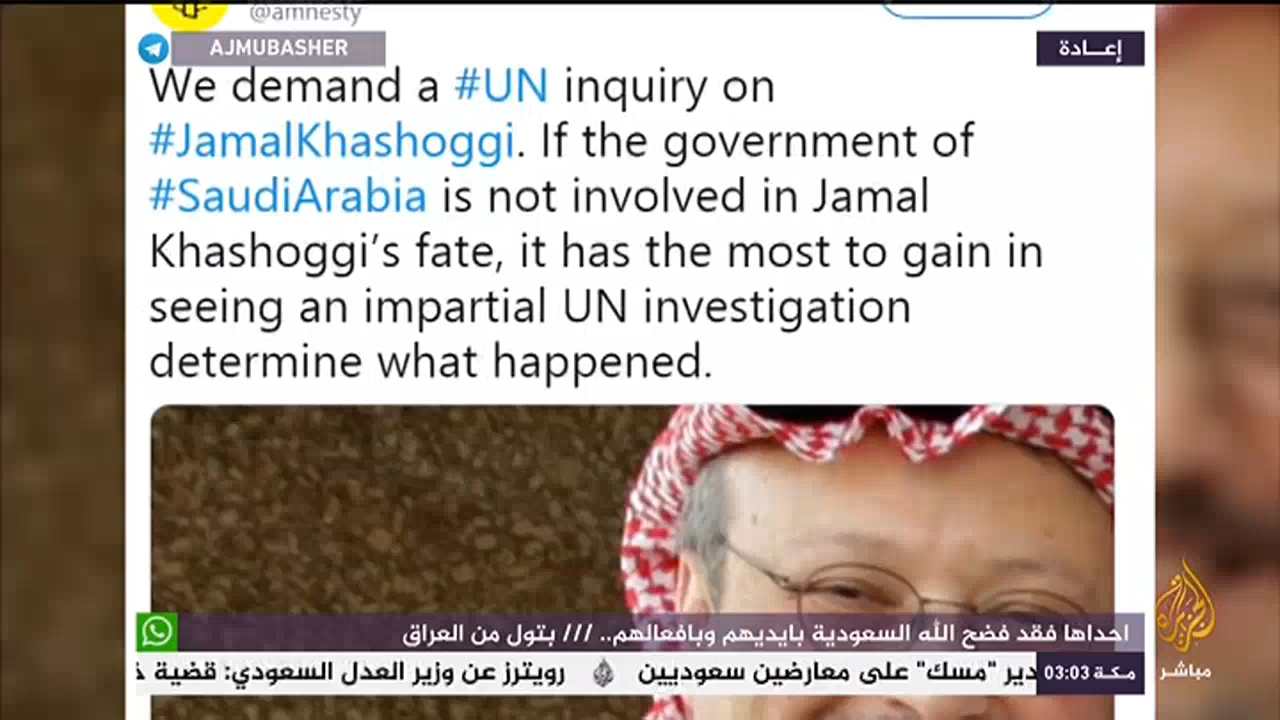 @amnesty
AJMUBASHER
إعـــادة
We demand a #UN inquiry on
#JamalKhashoggi. If the government of
#SaudiArabia is not involved in Jamal
Khashoggi’s fate, it has the most to gain in
seeing an impartial UN investigation
determine what happened.
احداها فقد فضح الله السعودية بايديهم وبافعالهم.. /// بتول من العراق
مكة 03:03
دير "مسك" على معارضين سعوديين
رويترز عن وزير العدل السعودي: قضية
الجزيرة
مباشر